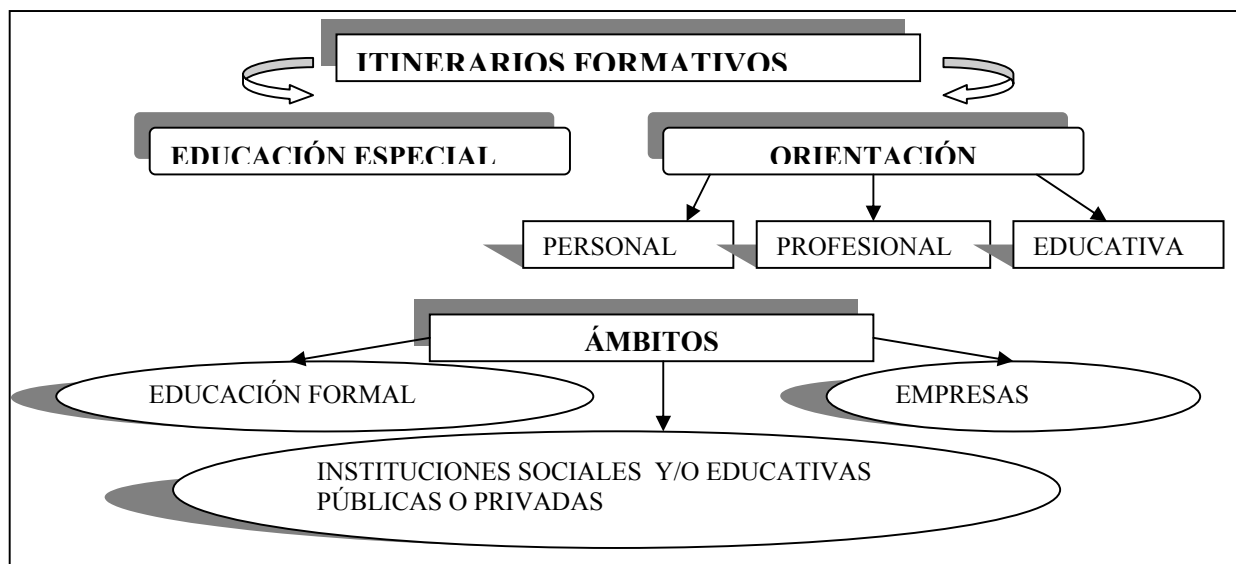 ITINERARIOS FORMATIVOS
EDUCACIÓN ESPECIAL
ORIENTACIÓN
PERSONAL
PROFESIONAL
EDUCATIVA
ÁMBITOS
EDUCACIÓN FORMAL
EMPRESAS
INSTITUCIONES SOCIALES Y/O EDUCATIVAS
PÚBLICAS O PRIVADAS